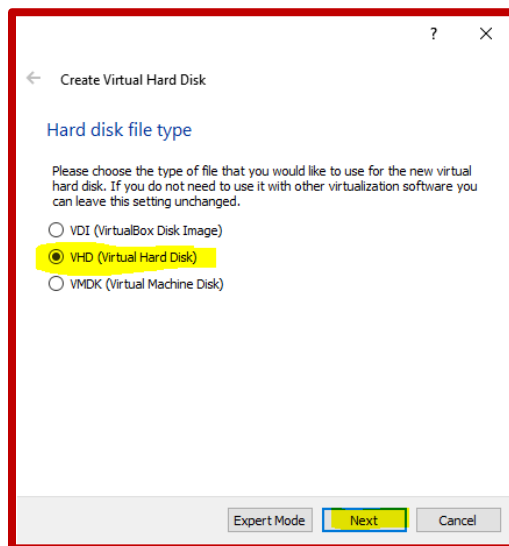 ?
Create Virtual Hard Disk
Hard disk file type
Please choose the type of file that you would like to use for the new virtual
hard disk. If you do not need to use it with other virtualization software you
can leave this setting unchanged.
VDI (VirtualBox Disk Image)
VHD (Virtual Hard Disk)
VMDK (Virtual Machine Disk)
Expert Mode Next Cancel